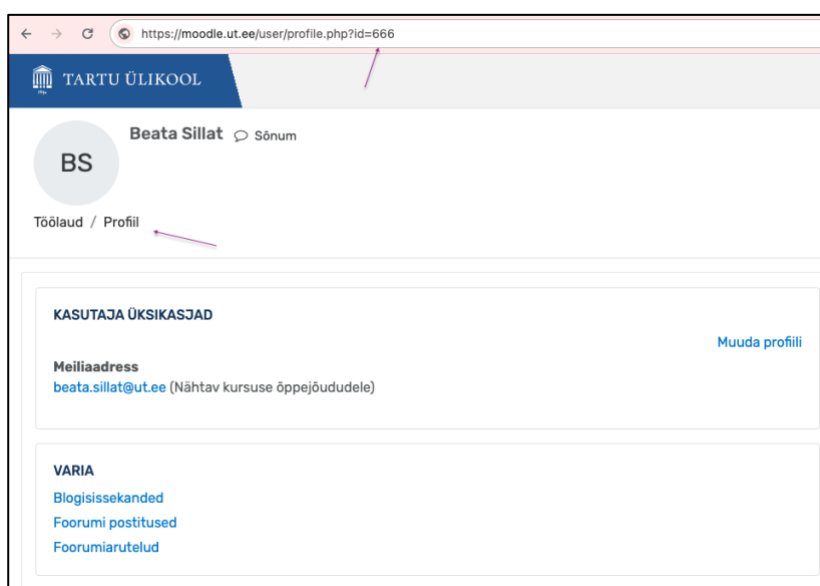 https://moodle.ut.ee/user/profile.php?id=666
TARTU ÜLIKOOL
Beata Sillat Sõnum
BS
Töölaud / Profiil
KASUTAJA ÜKSIKASJAD
Muuda profiili
Meiliaadress
beata.sillat@ut.ee (Nähtav kursuse õppejõududele)
VARIA
Blogisissekanded
Foorumi postitused
Foorumiarutelud